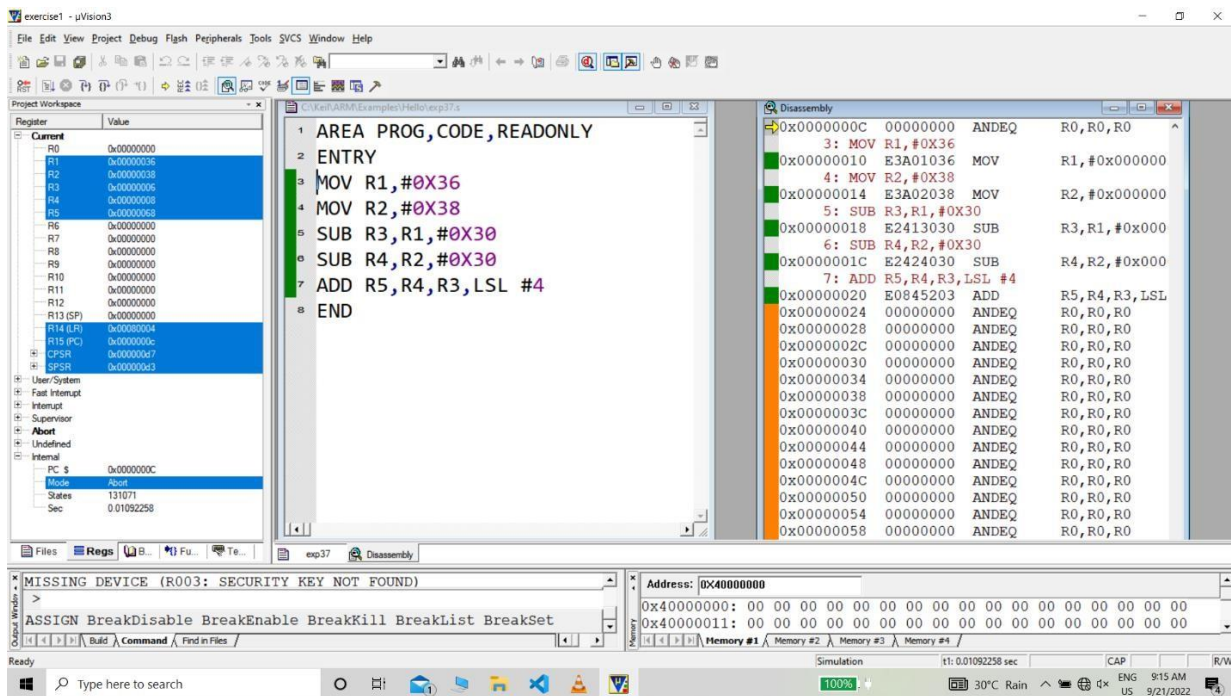 exercise1 - µVision3
File Edit View Project Debug Flash Peripherals Tools SVCS Window Help
Project Workspace
Register Value
Current
R0 0x00000000
R1 0x00000036
R2 0x00000038
R3 0x00000006
R4 0x00000008
R5 0x00000068
R6 0x00000000
R7 0x00000000
R8 0x00000000
R9 0x00000000
R10 0x00000000
R11 0x00000000
R12 0x00000000
R13 (SP) 0x00000000
R14 (LR) 0x00080004
R15 (PC) 0x0000000c
CPSR 0x000000d7
SPSR 0x000000d3
User/System
Fast Interrupt
Interrupt
Supervisor
Abort
Undefined
Internal
PC $ 0x0000000C
Mode Abort
States 131071
Sec 0.01092258
Files Regs B... Fu... Te...
C:\Keil\ARM\Examples\Hello\exp37.s
1 AREA PROG,CODE,READONLY
2 ENTRY
3 MOV R1,#0X36
4 MOV R2,#0X38
5 SUB R3,R1,#0X30
6 SUB R4,R2,#0X30
7 ADD R5,R4,R3,LSL #4
8 END
exp37 Disassembly
Disassembly
0x0000000C 00000000 ANDEQ R0,R0,R0
3: MOV R1,#0X36
0x00000010 E3A01036 MOV R1,#0x000000
4: MOV R2,#0X38
0x00000014 E3A02038 MOV R2,#0x000000
5: SUB R3,R1,#0X30
0x00000018 E2413030 SUB R3,R1,#0x000
6: SUB R4,R2,#0X30
0x0000001C E2424030 SUB R4,R2,#0x000
7: ADD R5,R4,R3,LSL #4
0x00000020 E0845203 ADD R5,R4,R3,LSL
0x00000024 00000000 ANDEQ R0,R0,R0
0x00000028 00000000 ANDEQ R0,R0,R0
0x0000002C 00000000 ANDEQ R0,R0,R0
0x00000030 00000000 ANDEQ R0,R0,R0
0x00000034 00000000 ANDEQ R0,R0,R0
0x00000038 00000000 ANDEQ R0,R0,R0
0x0000003C 00000000 ANDEQ R0,R0,R0
0x00000040 00000000 ANDEQ R0,R0,R0
0x00000044 00000000 ANDEQ R0,R0,R0
0x00000048 00000000 ANDEQ R0,R0,R0
0x0000004C 00000000 ANDEQ R0,R0,R0
0x00000050 00000000 ANDEQ R0,R0,R0
0x00000054 00000000 ANDEQ R0,R0,R0
0x00000058 00000000 ANDEQ R0,R0,R0
Output Window
MISSING DEVICE (R003: SECURITY KEY NOT FOUND)
>
ASSIGN BreakDisable BreakEnable BreakKill BreakList BreakSet
Build Command Find in Files
Memory
Address: 0X40000000
0x40000000: 00 00 00 00 00 00 00 00 00 00 00 00 00 00 00 00 00
0x40000011: 00 00 00 00 00 00 00 00 00 00 00 00 00 00 00 00 00
Memory #1 Memory #2 Memory #3 Memory #4
Ready Simulation t1: 0.01092258 sec CAP R/W
Type here to search 100% 30°C Rain ENG US 9:15 AM 9/21/2022